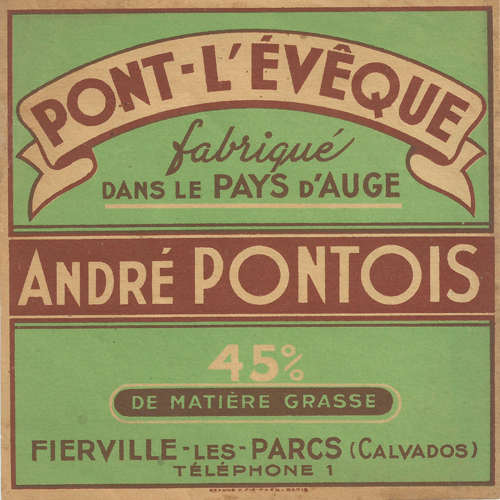 PONT-L'ÉVÊQUE
fabriqué
DANS LE PAYS D'AUGE
ANDRÉ PONTOIS
45%
DE MATIÈRE GRASSE
FIERVILLE-LES-PARCS (CALVADOS)
TÉLÉPHONE 1